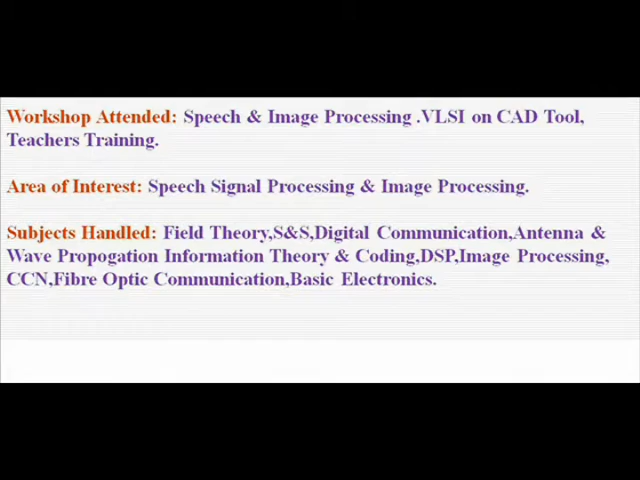 Workshop Attended: Speech & Image Processing .VLSI on CAD Tool,
Teachers Training.
Area of Interest: Speech Signal Processing & Image Processing.
Subjects Handled: Field Theory,S&S,Digital Communication,Antenna &
Wave Propogation Information Theory & Coding,DSP,Image Processing,
CCN,Fibre Optic Communication,Basic Electronics.